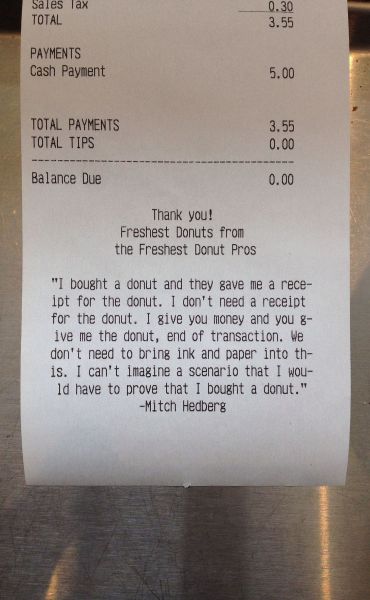 Sales Tax 0.30
TOTAL 3.55
PAYMENTS
Cash Payment 5.00
TOTAL PAYMENTS 3.55
TOTAL TIPS 0.00
--------------------------------------------
Balance Due 0.00
Thank you!
Freshest Donuts from
the Freshest Donut Pros
"I bought a donut and they gave me a rece-
ipt for the donut. I don't need a receipt
for the donut. I give you money and you g-
ive me the donut, end of transaction. We
don't need to bring ink and paper into th-
is. I can't imagine a scenario that I wou-
ld have to prove that I bought a donut."
-Mitch Hedberg